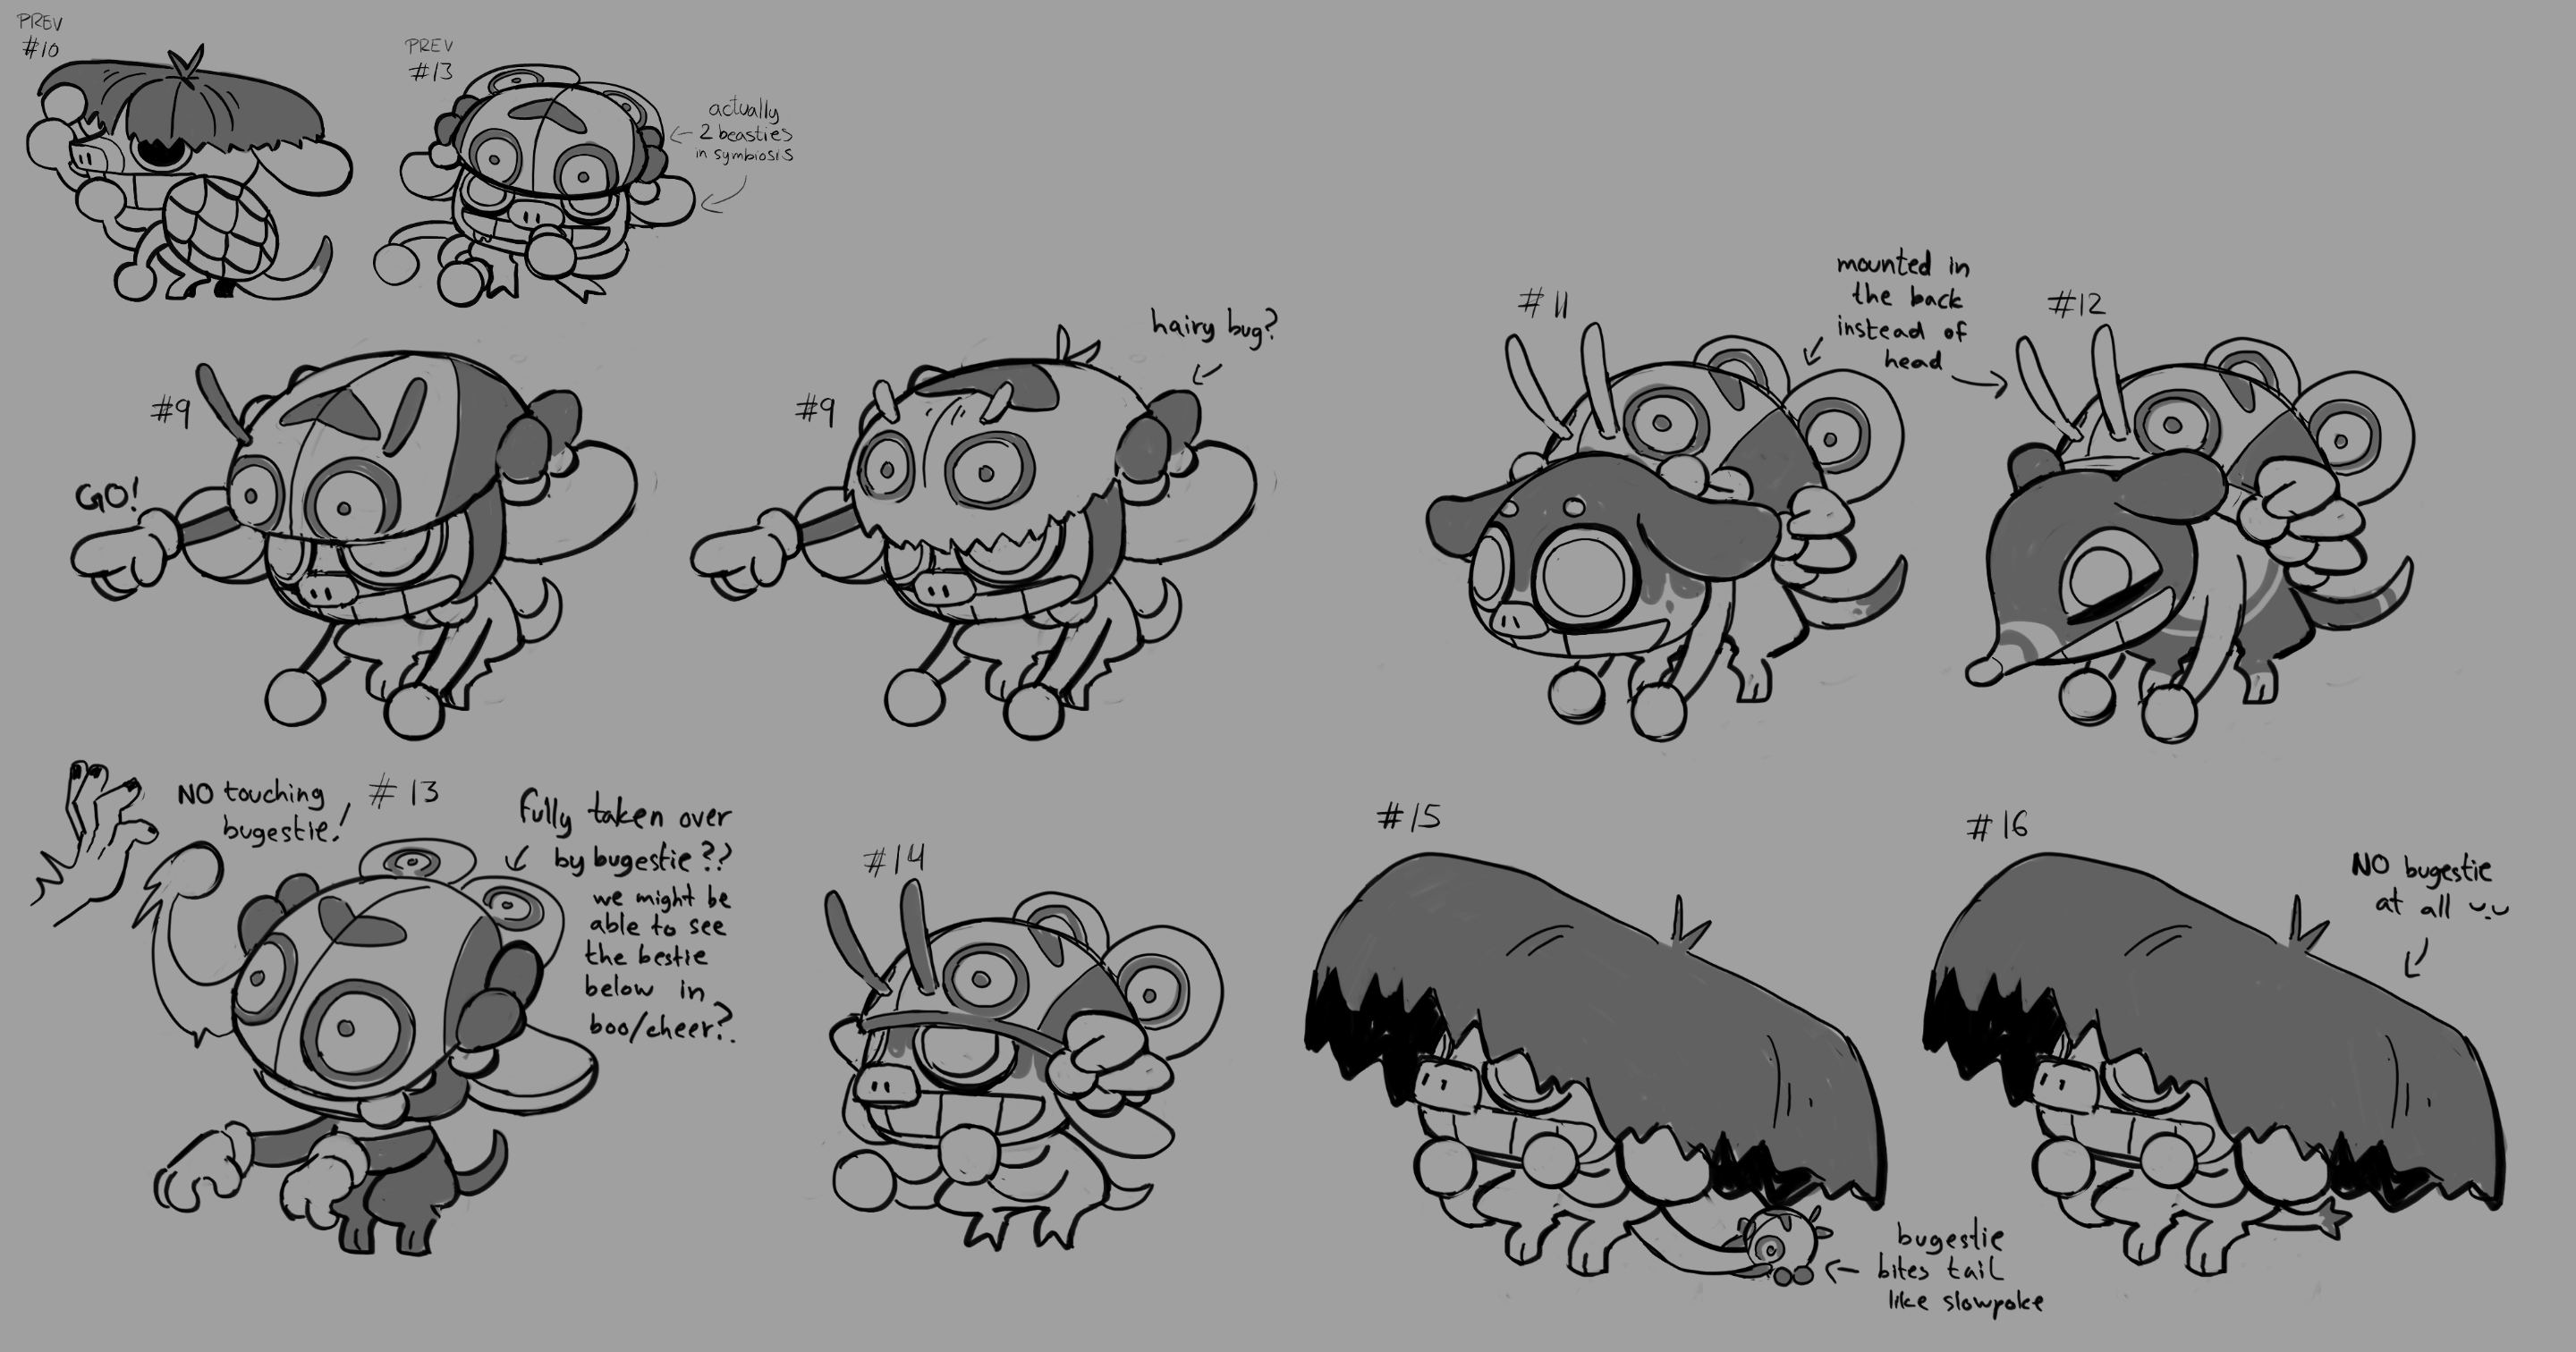 PREV
#10
PREV
#13
actually
2 beasties
in symbiosis
#9
GO!
#9
hairy bug?
#11
mounted in
the back
instead of
head
#12
NO touching
bugestie!
#13
Fully taken over
by bugestie??
we might be
able to see
the bestie
below in
boo/cheer?.
#14
#15
bugestie
bites tail
like slowpoke
#16
NO bugestie
at all u.u